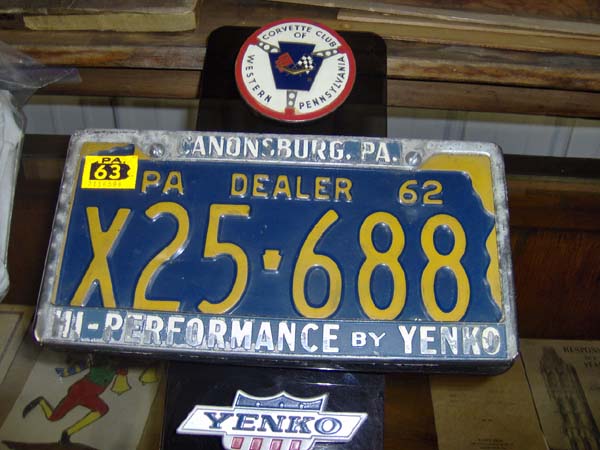 CORVETTE CLUB
OF
WESTERN PENNSYLVANIA
CANONSBURG, PA.
PA.
63
PA DEALER 62
X25-688
HI-PERFORMANCE BY YENKO
YENKO